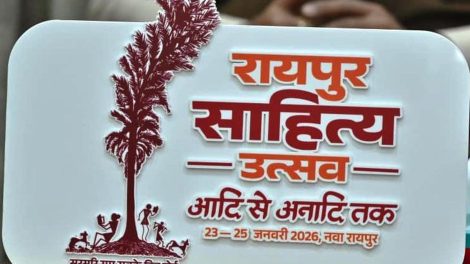 रायपुर
साहित्य
उत्सव
आदि से अनादि तक
23 — 25 जनवरी 2026, नवा रायपुर